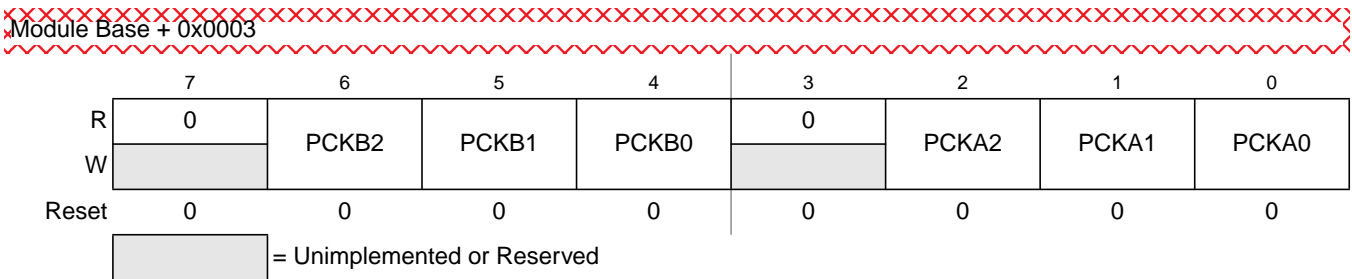 Module Base + 0x0003
7 6 5 4 3 2 1 0
R 0 PCKB2 PCKB1 PCKB0 0 PCKA2 PCKA1 PCKA0
W
Reset 0 0 0 0 0 0 0 0
= Unimplemented or Reserved